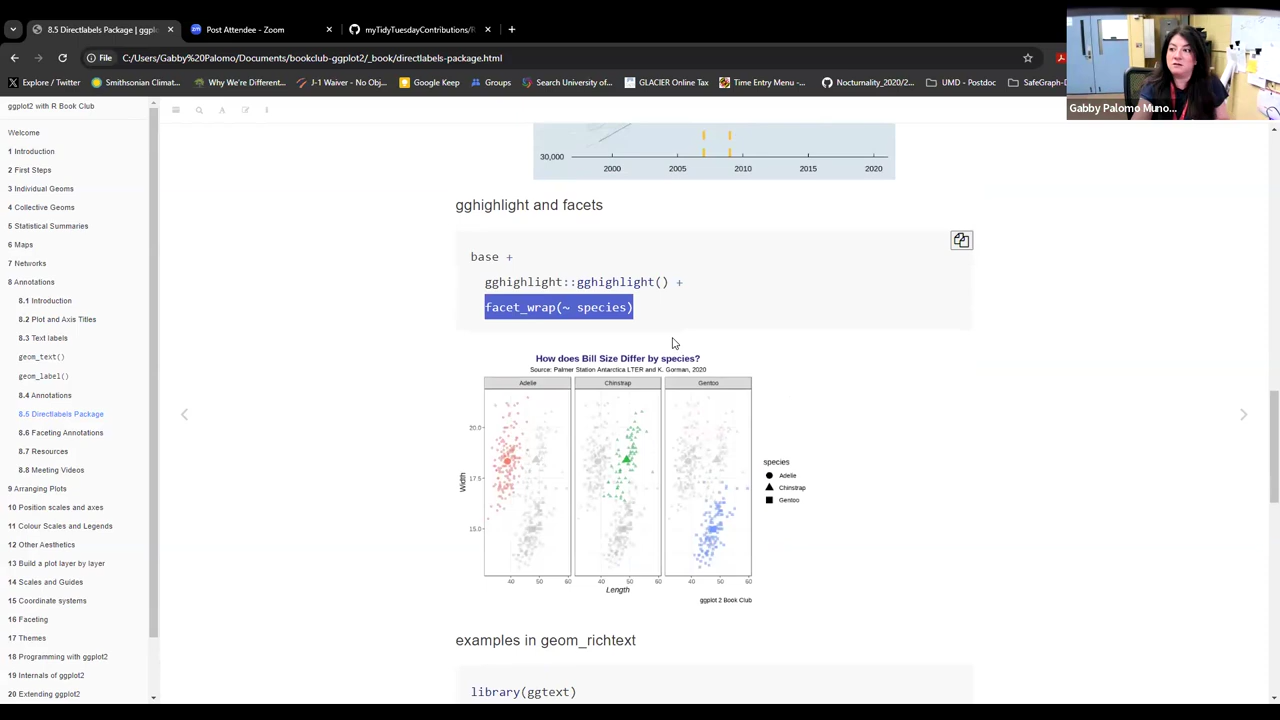 8.5 Directlabels Package | ggpl
Post Attendee - Zoom
myTidyTuesdayContributions/R
File
C:/Users/Gabby%20Palomo/Documents/bookclub-ggplot2/_book/directlabels-package.html
Explore / Twitter
Smithsonian Climat...
Why We're Different...
J-1 Waiver - No Obj...
Google Keep
Groups
Search | University of...
GLACIER Online Tax
Time Entry Menu -...
Nocturnality_2020/2...
UMD - Postdoc
SafeGraph-D
Gabby Palomo Muno...
ggplot2 with R Book Club
Welcome
1 Introduction
2 First Steps
3 Individual Geoms
4 Collective Geoms
5 Statistical Summaries
6 Maps
7 Networks
8 Annotations
8.1 Introduction
8.2 Plot and Axis Titles
8.3 Text labels
geom_text()
geom_label()
8.4 Annotations
8.5 Directlabels Package
8.6 Faceting Annotations
8.7 Resources
8.8 Meeting Videos
9 Arranging Plots
10 Position scales and axes
11 Colour Scales and Legends
12 Other Aesthetics
13 Build a plot layer by layer
14 Scales and Guides
15 Coordinate systems
16 Faceting
17 Themes
18 Programming with ggplot2
19 Internals of ggplot2
20 Extending ggplot2
30,000
2000 2005 2010 2015 2020
gghighlight and facets
base +
gghighlight::gghighlight() +
facet_wrap(~ species)
How does Bill Size Differ by species?
Source: Palmer Station Antarctica LTER and K. Gorman, 2020
Adelie Chinstrap Gentoo
20.0
17.5
15.0
Width
40 50 60 40 50 60 40 50 60
Length
species
Adelie
Chinstrap
Gentoo
ggplot 2 Book Club
examples in geom_richtext
library(ggtext)